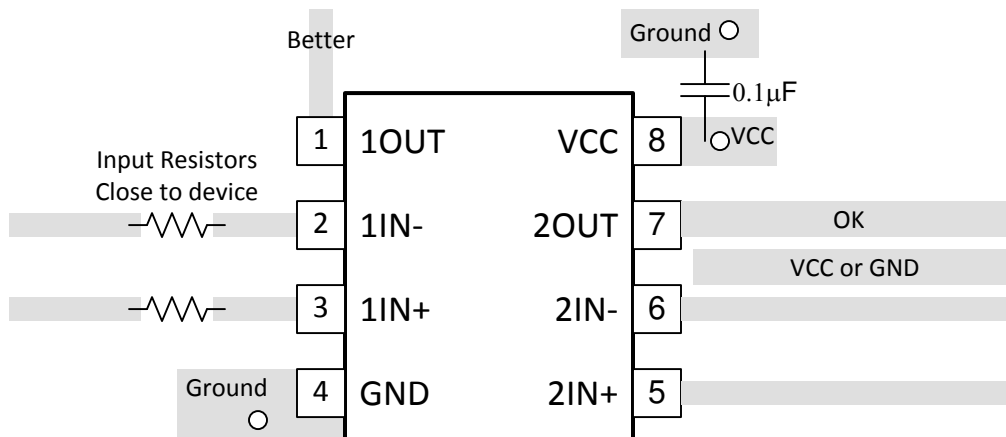 Better
Ground
0.1μF
1
1OUT
VCC
8
VCC
Input Resistors
Close to device
2
1IN-
2OUT
7
OK
VCC or GND
3
1IN+
2IN-
6
Ground
4
GND
2IN+
5